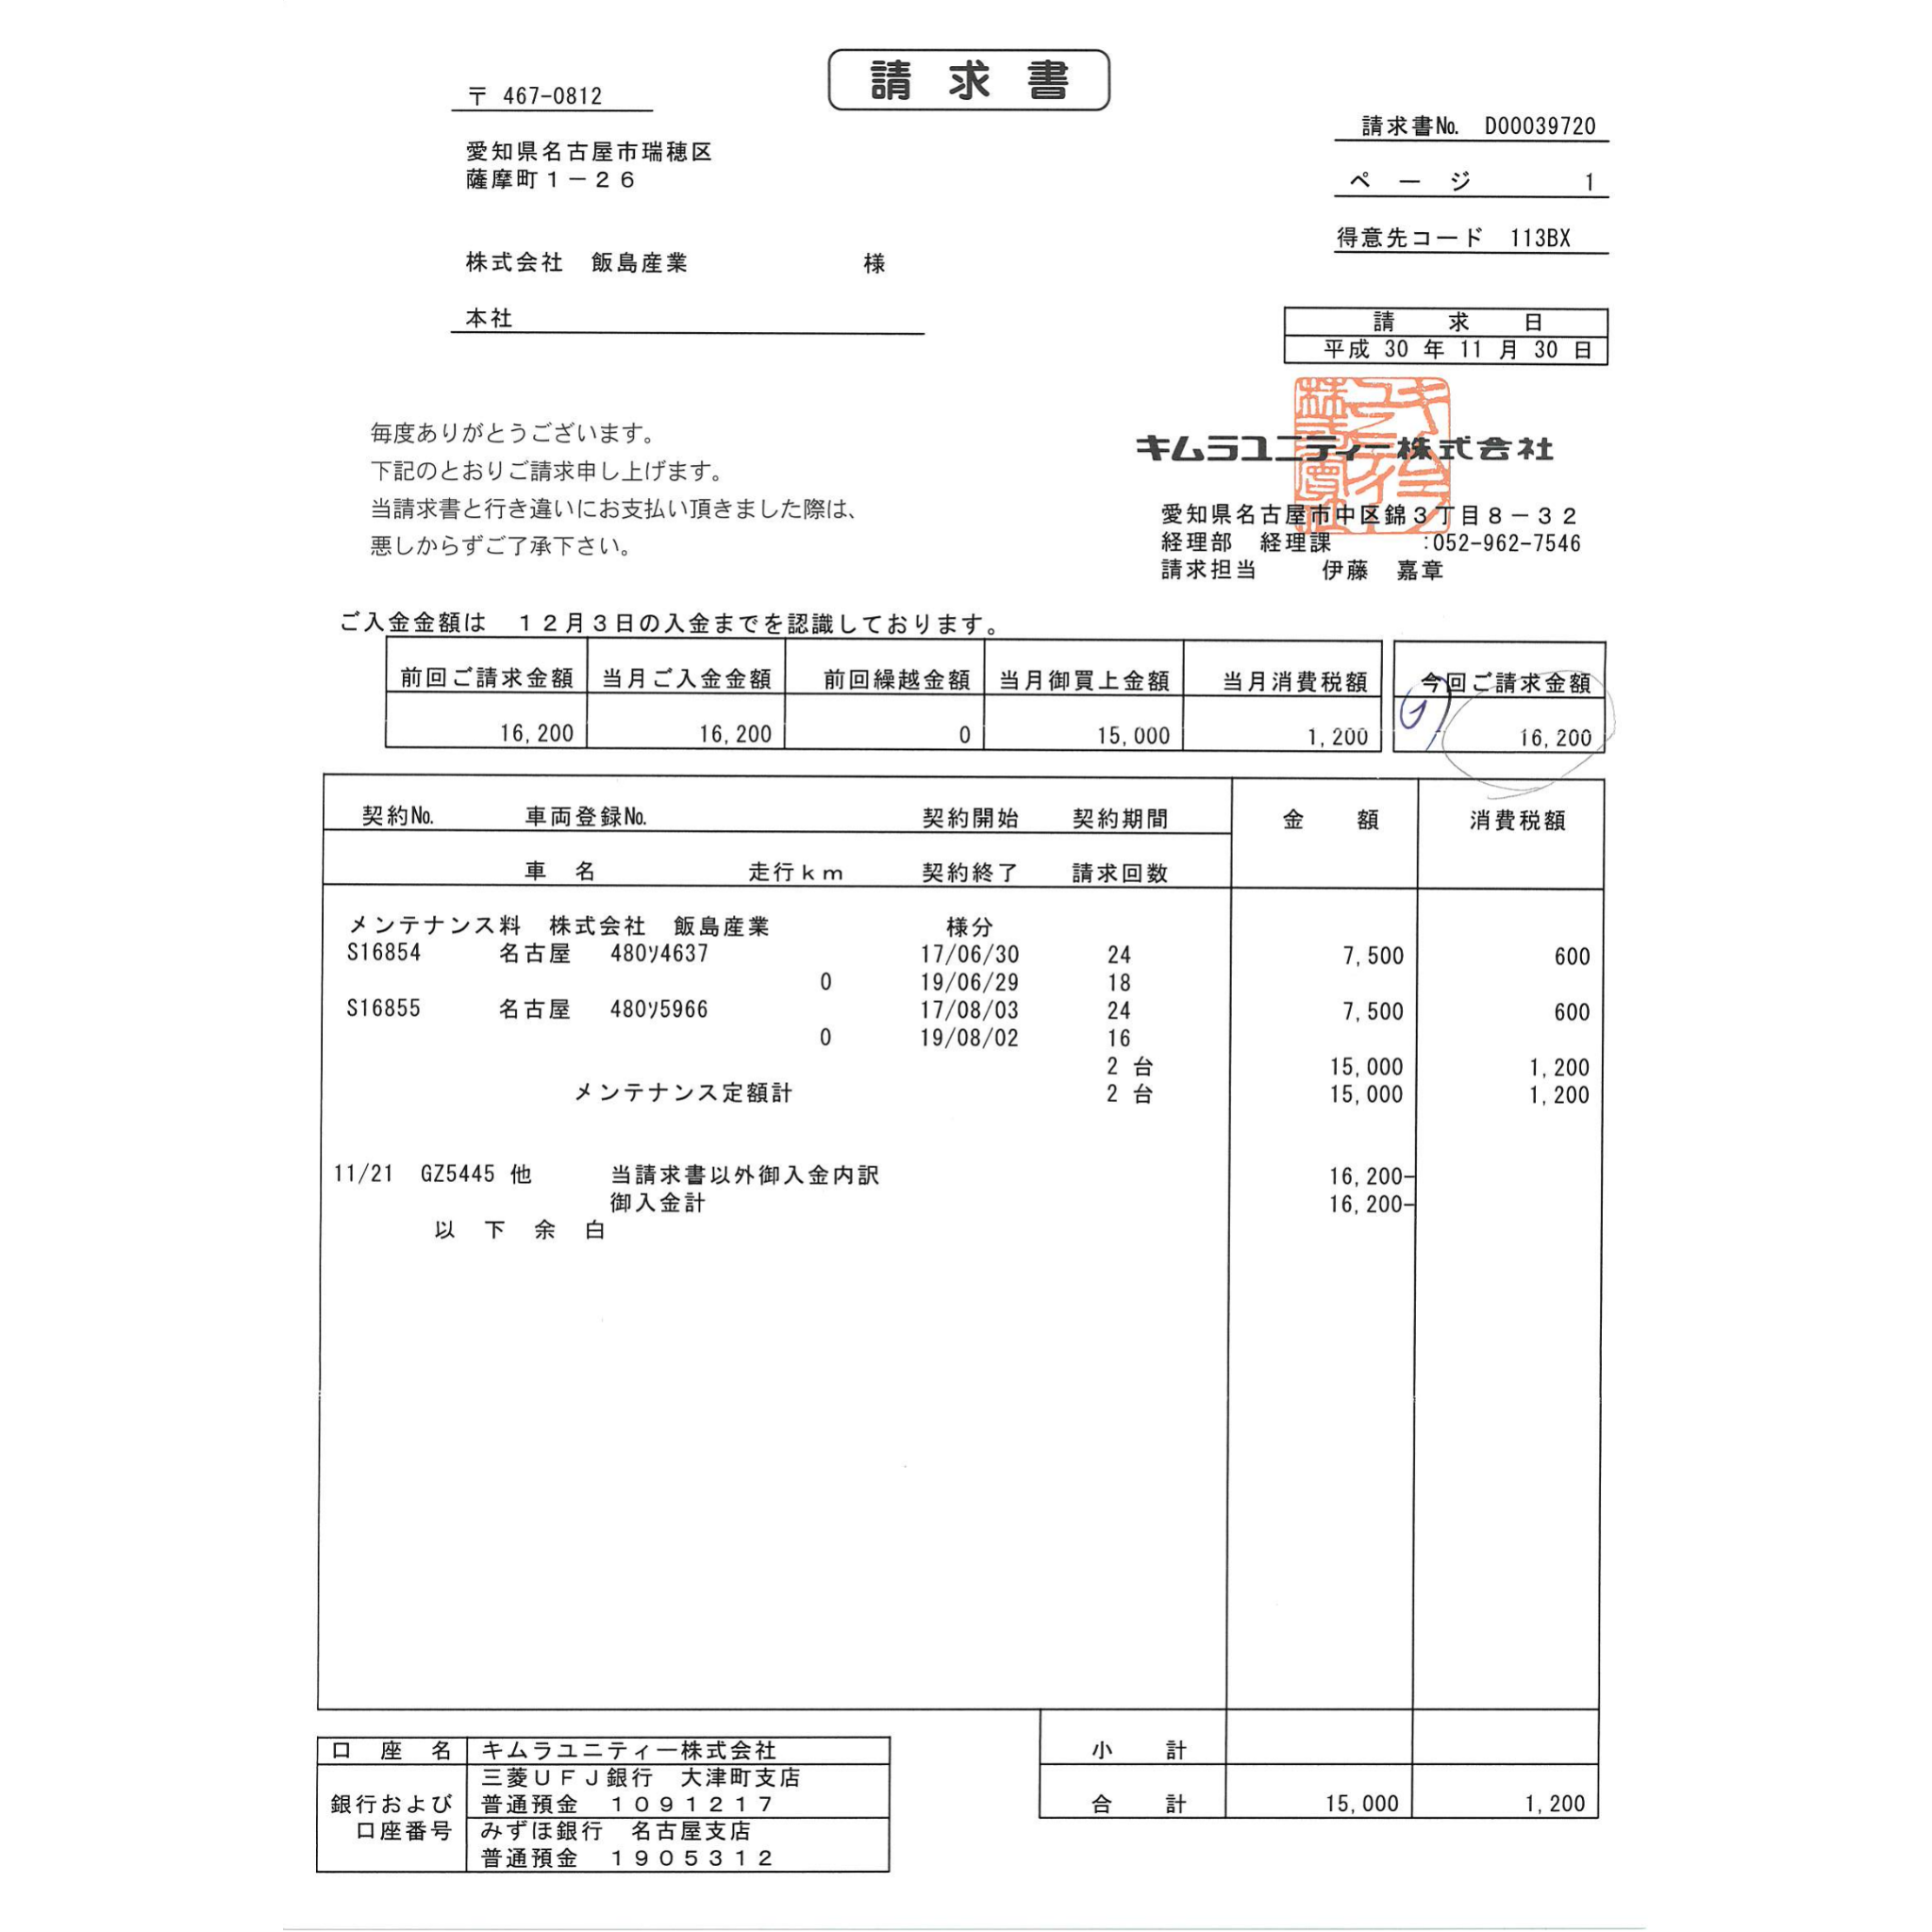 請求書
〒 467-0812
愛知県名古屋市瑞穂区
薩摩町1－26
株式会社 飯島産業 様
本社
請求書No. D00039720
ページ 1
得意先コード 113BX
請求日
平成 30 年 11 月 30 日
毎度ありがとうございます。
下記のとおりご請求申し上げます。
当請求書と行き違いにお支払い頂きました際は、
悪しからずご了承下さい。
キムラユニティー株式会社
愛知県名古屋市中区錦3丁目8－32
経理部 経理課 :052-962-7546
請求担当 伊藤 嘉章
ご入金金額は 12月3日の入金までを認識しております。
前回ご請求金額 当月ご入金金額 前回繰越金額 当月御買上金額 当月消費税額 今回ご請求金額
16,200 16,200 0 15,000 1,200 16,200
契約No. 車両登録No. 契約開始 契約期間 金額 消費税額
車名 走行km 契約終了 請求回数
メンテナンス料 株式会社 飯島産業 様分
S16854 名古屋 480ソ4637 17/06/30 24 7,500 600
0 19/06/29 18
S16855 名古屋 480ソ5966 17/08/03 24 7,500 600
0 19/08/02 16
2 台 15,000 1,200
メンテナンス定額計 2 台 15,000 1,200
11/21 GZ5445 他 当請求書以外御入金内訳 16,200-
御入金計 16,200-
以下余白
小計
合計 15,000 1,200
口座名 キムラユニティー株式会社
銀行および口座番号
三菱UFJ銀行 大津町支店
普通預金 1091217
みずほ銀行 名古屋支店
普通預金 1905312